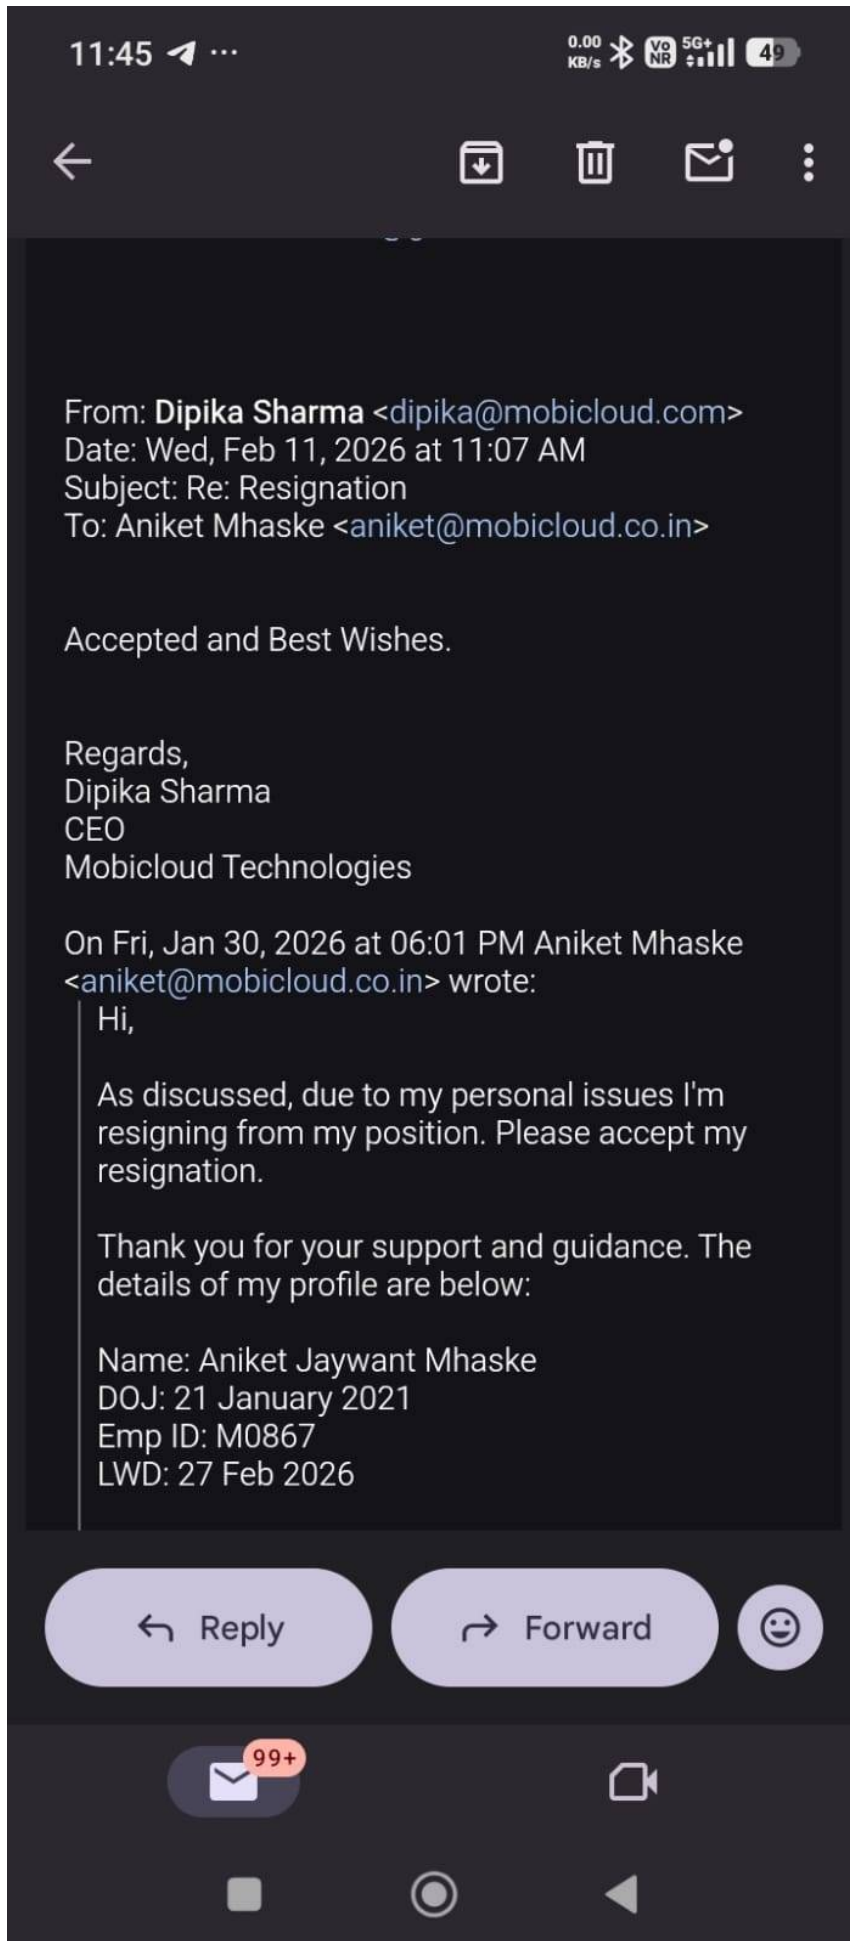 11:45 ...
0.00 KB/s VoNR 5G+ 49
From: Dipika Sharma <dipika@mobicloud.com>
Date: Wed, Feb 11, 2026 at 11:07 AM
Subject: Re: Resignation
To: Aniket Mhaske <aniket@mobicloud.co.in>
Accepted and Best Wishes.
Regards,
Dipika Sharma
CEO
Mobicloud Technologies
On Fri, Jan 30, 2026 at 06:01 PM Aniket Mhaske
<aniket@mobicloud.co.in> wrote:
Hi,
As discussed, due to my personal issues I'm
resigning from my position. Please accept my
resignation.
Thank you for your support and guidance. The
details of my profile are below:
Name: Aniket Jaywant Mhaske
DOJ: 21 January 2021
Emp ID: M0867
LWD: 27 Feb 2026
Reply Forward
99+